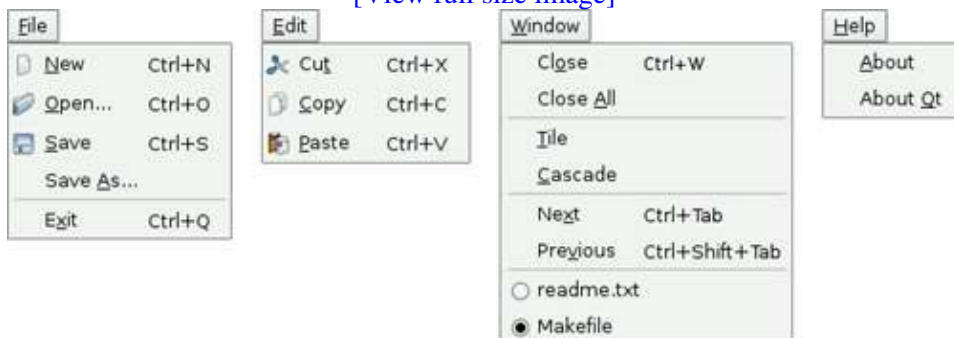 [View full size image]
File
New Ctrl+N
Open... Ctrl+O
Save Ctrl+S
Save As...
Exit Ctrl+Q
Edit
Cut Ctrl+X
Copy Ctrl+C
Paste Ctrl+V
Window
Close Ctrl+W
Close All
Tile
Cascade
Next Ctrl+Tab
Previous Ctrl+Shift+Tab
readme.txt
Makefile
Help
About
About Qt